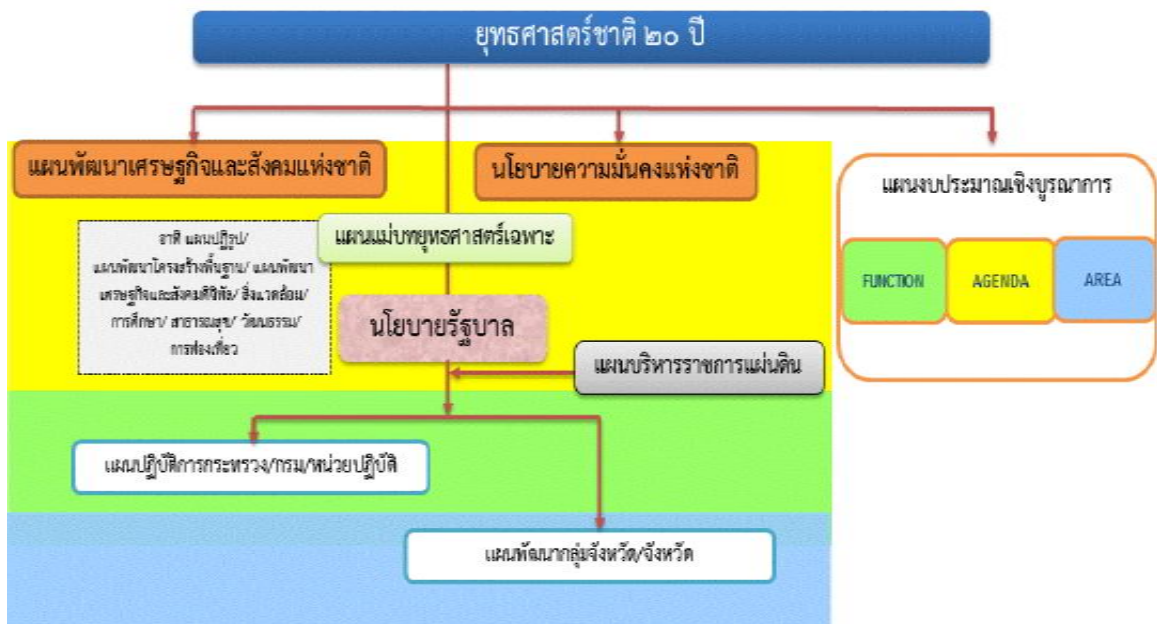 ยุทธศาสตร์ชาติ ๒๐ ปี
แผนพัฒนาเศรษฐกิจและสังคมแห่งชาติ
นโยบายความมั่นคงแห่งชาติ
แผนงบประมาณเชิงบูรณาการ
FUNCTION
AGENDA
AREA
แผนแม่บทยุทธศาสตร์เฉพาะ
อาทิ แผนปฏิรูป/
แผนพัฒนาโครงสร้างพื้นฐาน/ แผนพัฒนา
เศรษฐกิจและสังคมดิจิทัล/ สิ่งแวดล้อม/
การศึกษา/ สาธารณสุข/ วัฒนธรรม/
การท่องเที่ยว
นโยบายรัฐบาล
แผนบริหารราชการแผ่นดิน
แผนปฏิบัติการกระทรวง/กรม/หน่วยปฏิบัติ
แผนพัฒนากลุ่มจังหวัด/จังหวัด